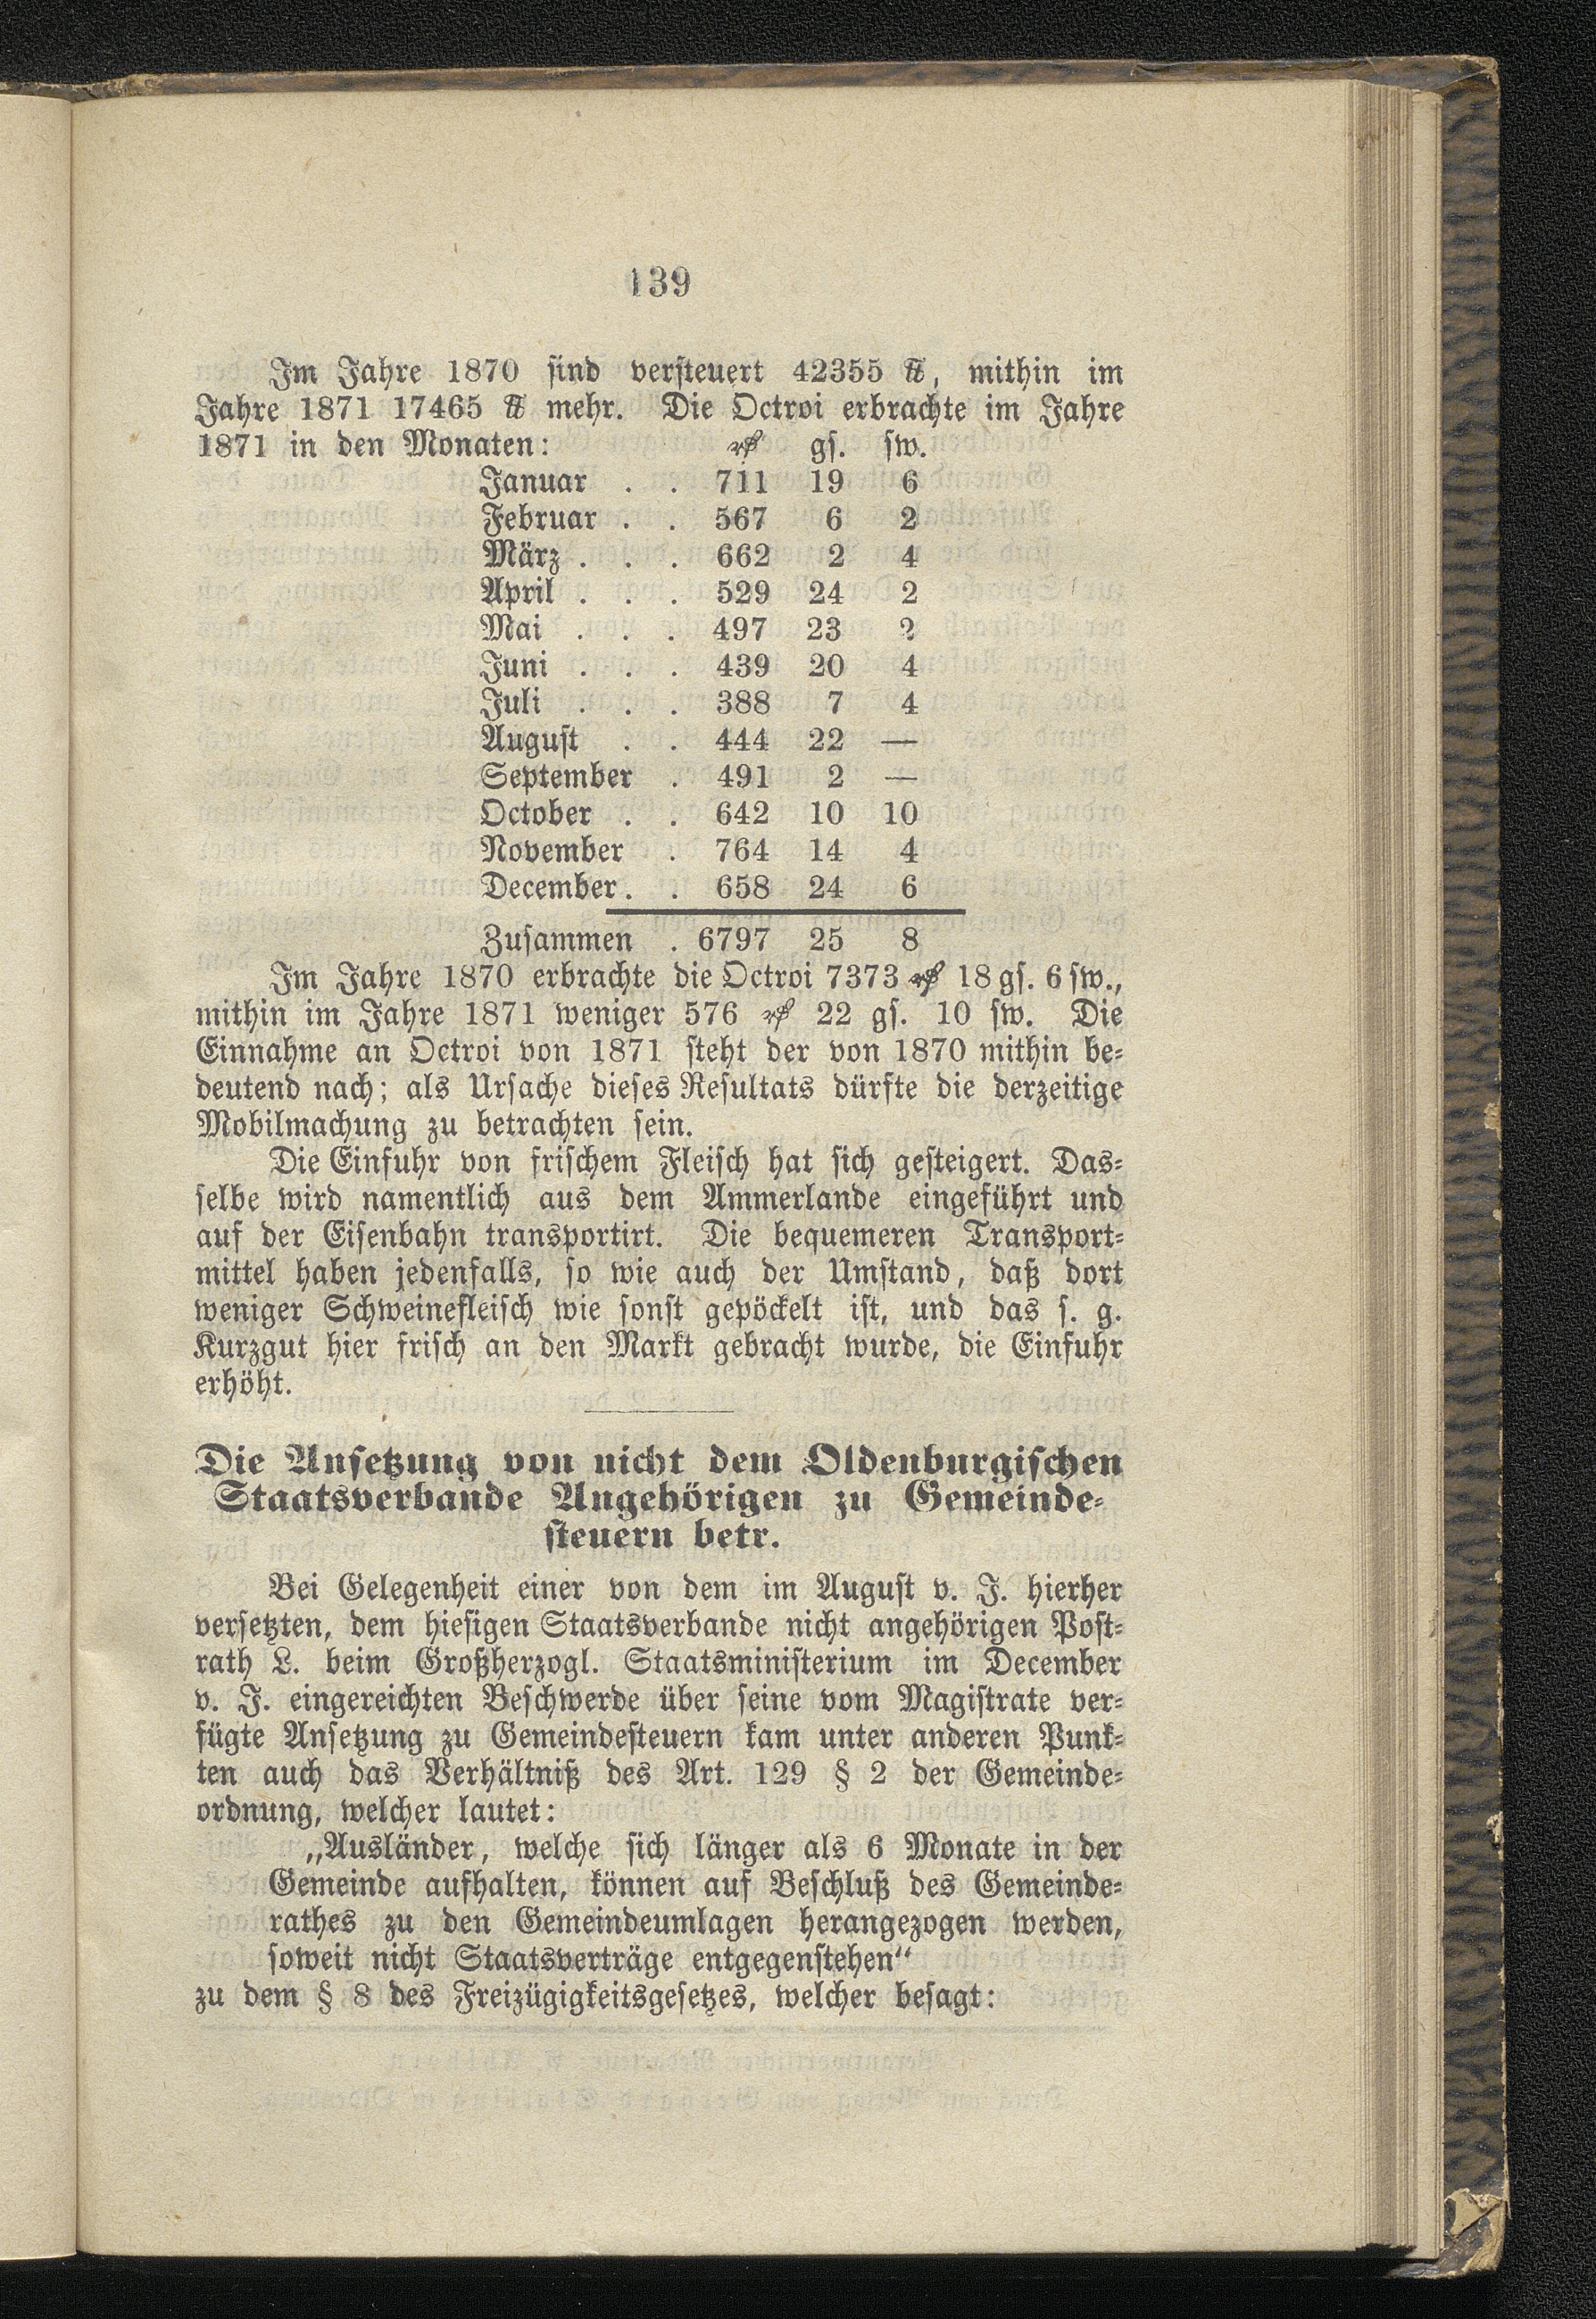 139
Im Jahre 1870 sind versteuert 42355 ℔, mithin im
Jahre 1871 17465 ℔ mehr. Die Octroi erbrachte im Jahre
1871 in den Monaten: ₰ gs. sw.
Januar . . 711 19 6
Februar . . 567 6 2
März . . . 662 2 4
April . . . 529 24 2
Mai . . . 497 23 2
Juni . . . 439 20 4
Juli . . . 388 7 4
August . . 444 22 —
September . 491 2 —
October . . 642 10 10
November . 764 14 4
December . . 658 24 6
Zusammen . 6797 25 8
Im Jahre 1870 erbrachte die Octroi 7373 ₰ 18 gs. 6 sw.,
mithin im Jahre 1871 weniger 576 ₰ 22 gs. 10 sw. Die
Einnahme an Octroi von 1871 steht der von 1870 mithin be-
deutend nach; als Ursache dieses Resultats dürfte die derzeitige
Mobilmachung zu betrachten sein.
Die Einfuhr von frischem Fleisch hat sich gesteigert. Das-
selbe wird namentlich aus dem Ammerlande eingeführt und
auf der Eisenbahn transportirt. Die bequemeren Transport-
mittel haben jedenfalls, so wie auch der Umstand, daß dort
weniger Schweinefleisch wie sonst gepöckelt ist, und das s. g.
Kurzgut hier frisch an den Markt gebracht wurde, die Einfuhr
erhöht.
Die Ansetzung von nicht dem Oldenburgischen
Staatsverbande Angehörigen zu Gemeinde-
steuern betr.
Bei Gelegenheit einer von dem im August v. J. hierher
versetzten, dem hiesigen Staatsverbande nicht angehörigen Post-
rath L. beim Großherzogl. Staatsministerium im December
v. J. eingereichten Beschwerde über seine vom Magistrate ver-
fügte Ansetzung zu Gemeindesteuern kam unter anderen Punk-
ten auch das Verhältniß des Art. 129 § 2 der Gemeinde-
ordnung, welcher lautet:
„Ausländer, welche sich länger als 6 Monate in der
Gemeinde aufhalten, können auf Beschluß des Gemeinde-
rathes zu den Gemeindeumlagen herangezogen werden,
soweit nicht Staatsverträge entgegenstehen“
zu dem § 8 des Freizügigkeitsgesetzes, welcher besagt: